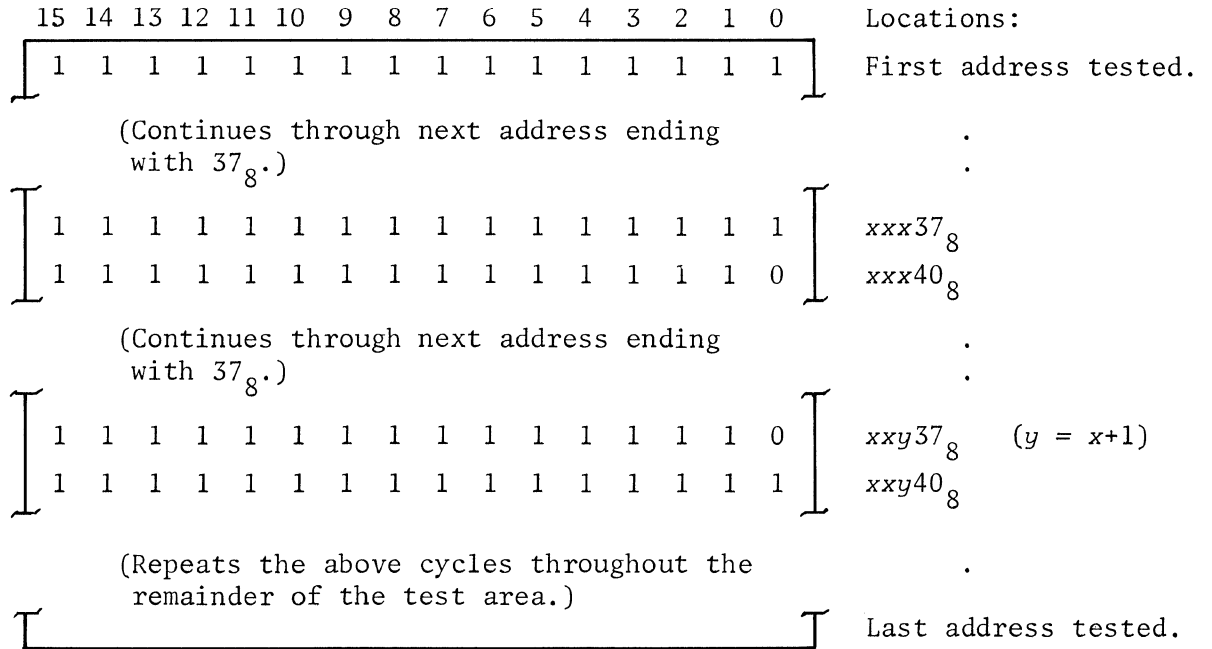 15 14 13 12 11 10 9 8 7 6 5 4 3 2 1 0 Locations:
1 1 1 1 1 1 1 1 1 1 1 1 1 1 1 1 First address tested.
(Continues through next address ending .
with 37₈.) .
1 1 1 1 1 1 1 1 1 1 1 1 1 1 1 1 xxx37₈
1 1 1 1 1 1 1 1 1 1 1 1 1 1 1 0 xxx40₈
(Continues through next address ending .
with 37₈.) .
1 1 1 1 1 1 1 1 1 1 1 1 1 1 1 0 xxy37₈ (y = x+1)
1 1 1 1 1 1 1 1 1 1 1 1 1 1 1 1 xxy40₈
(Repeats the above cycles throughout the .
remainder of the test area.)
Last address tested.